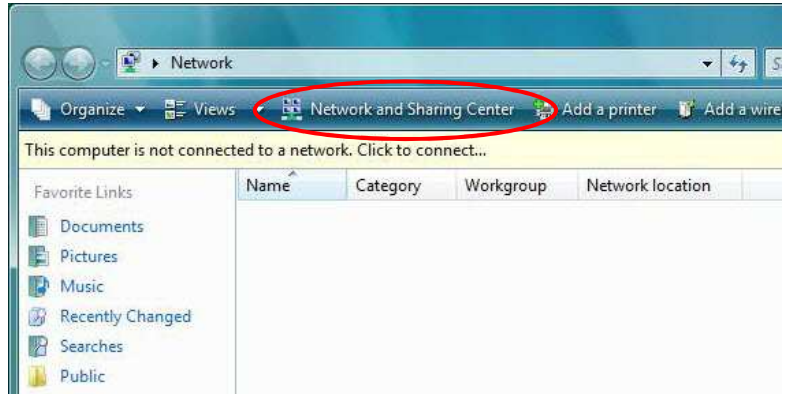 Network
Organize Views Network and Sharing Center Add a printer Add a wire
This computer is not connected to a network. Click to connect...
Favorite Links Name Category Workgroup Network location
Documents
Pictures
Music
Recently Changed
Searches
Public